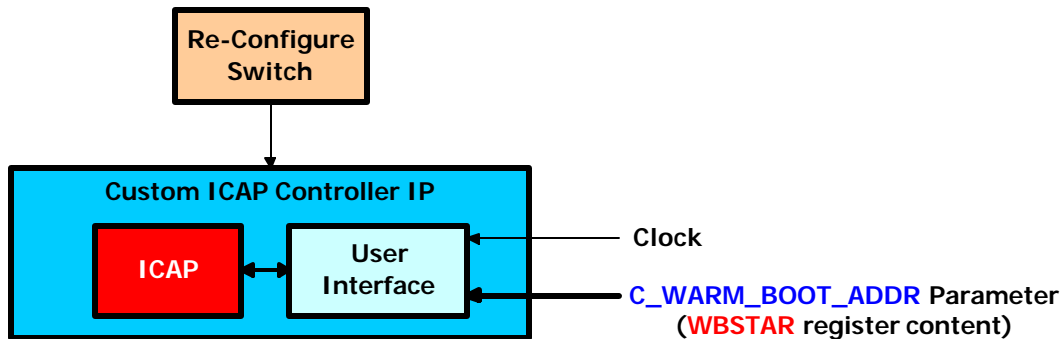 Re-Configure
Switch
Custom ICAP Controller IP
ICAP
User
Interface
Clock
C_WARM_BOOT_ADDR Parameter
(WBSTAR register content)